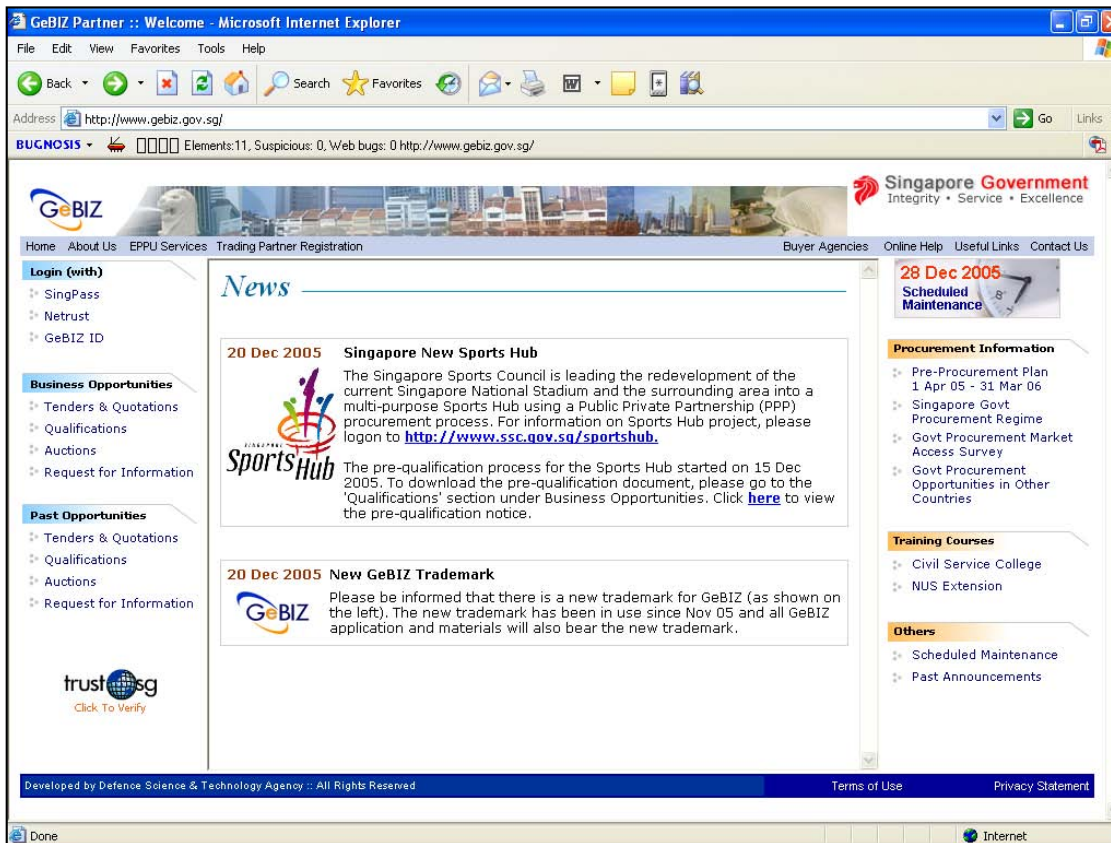 GeBIZ Partner :: Welcome - Microsoft Internet Explorer
File Edit View Favorites Tools Help
Back Search Favorites
Address http://www.gebiz.gov.sg/ Go Links
BUGNOSIS Elements:11, Suspicious: 0, Web bugs: 0 http://www.gebiz.gov.sg/
GeBIZ
Singapore Government
Integrity • Service • Excellence
Home About Us EPPU Services Trading Partner Registration Buyer Agencies Online Help Useful Links Contact Us
Login (with)
SingPass
Netrust
GeBIZ ID
Business Opportunities
Tenders & Quotations
Qualifications
Auctions
Request for Information
Past Opportunities
Tenders & Quotations
Qualifications
Auctions
Request for Information
trustsg
Click To Verify
News
20 Dec 2005 Singapore New Sports Hub
SINGAPORE
Sports Hub
The Singapore Sports Council is leading the redevelopment of the
current Singapore National Stadium and the surrounding area into a
multi-purpose Sports Hub using a Public Private Partnership (PPP)
procurement process. For information on Sports Hub project, please
logon to http://www.ssc.gov.sg/sportshub.
The pre-qualification process for the Sports Hub started on 15 Dec
2005. To download the pre-qualification document, please go to the
'Qualifications' section under Business Opportunities. Click here to view
the pre-qualification notice.
20 Dec 2005 New GeBIZ Trademark
GeBIZ
Please be informed that there is a new trademark for GeBIZ (as shown on
the left). The new trademark has been in use since Nov 05 and all GeBIZ
application and materials will also bear the new trademark.
28 Dec 2005
Scheduled
Maintenance
Procurement Information
Pre-Procurement Plan
1 Apr 05 - 31 Mar 06
Singapore Govt
Procurement Regime
Govt Procurement Market
Access Survey
Govt Procurement
Opportunities in Other
Countries
Training Courses
Civil Service College
NUS Extension
Others
Scheduled Maintenance
Past Announcements
Developed by Defence Science & Technology Agency :: All Rights Reserved Terms of Use Privacy Statement
Done Internet